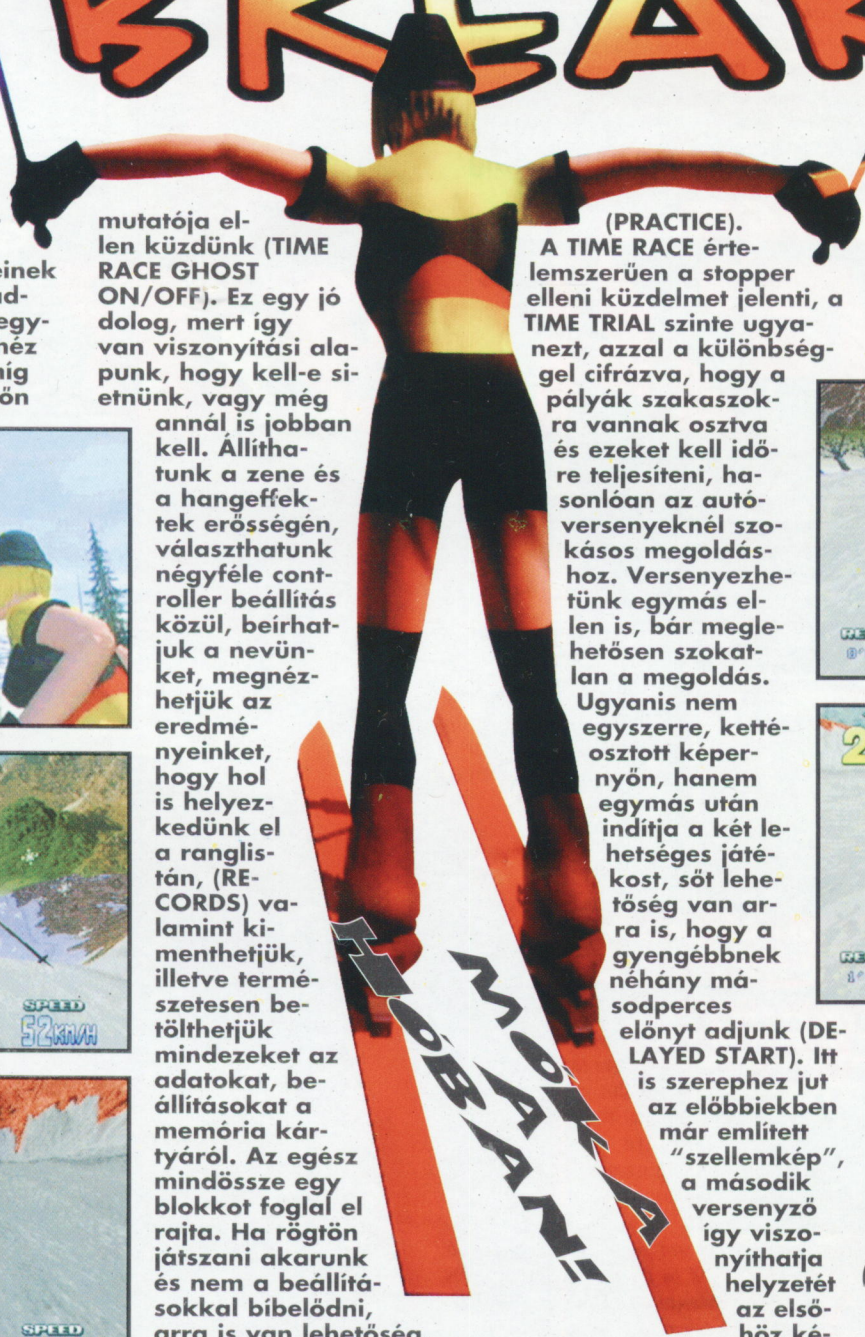 BREA
einek
egy-
mutatója el-
len küzdünk (TIME
RACE GHOST
ON/OFF). Ez egy jó
dolog, mert így
van viszonyítási ala-
punk, hogy kell-e si-
etnünk, vagy még
annál is jobban
kell. Állítha-
tunk a zene és
a hangeffek-
tek erősségén,
választhatunk
négyféle cont-
roller beállítás
közül, beírhat-
juk a nevün-
ket, megnéz-
hetjük az
eredmé-
nyeinket,
hogy hol
is helyez-
kedünk el
a ranglis-
tán, (RE-
CORDS) va-
lamint ki-
menthetjük,
illetve termé-
szetesen be-
tölthetjük
mindezeket az
adatokat, be-
állításokat a
memória kár-
tyáról. Az egész
mindössze egy
blokkot foglal el
rajta. Ha rögtön
játszani akarunk
és nem a beállítá-
sokkal bíbelődni,
arra is van lehetőség
(PRACTICE).
A TIME RACE érte-
lemszerűen a stopper
elleni küzdelmet jelenti, a
TIME TRIAL szinte ugya-
nezt, azzal a különbség-
gel cifrázva, hogy a
pályák szakaszok-
ra vannak osztva
és ezeket kell idő-
re teljesíteni, ha-
sonlóan az autó-
versenyeknél szo-
kásos megoldás-
hoz. Versenyezhe-
tünk egymás el-
len is, bár megle-
hetősen szokat-
lan a megoldás.
Ugyanis nem
egyszerre, ketté-
osztott képer-
nyőn, hanem
egymás után
indítja a két le-
hetséges játé-
kost, sőt lehe-
tőség van ar-
ra is, hogy a
gyengébbnek
néhány má-
sodperces
előnyt adjunk (DE-
LAYED START). Itt
is szerephez jut
az előbbiekben
már említett
"szellemkép",
a második
versenyző
így viszo-
nyíthatja
helyzetét
az első-
höz ké-
MÓKA
A
HÓBAN!
SPEED
52KM/H
SPEED
2